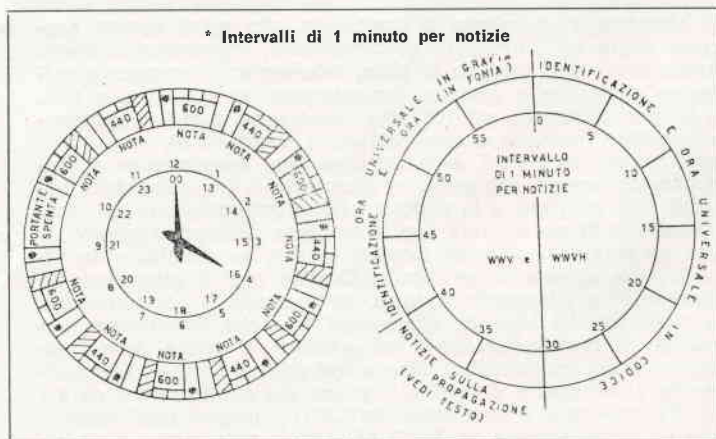 * Intervalli di 1 minuto per notizie
600
440
600
440
600
440
600
440
600
PORTANTE
SPENTA
600
440
NOTA
NOTA
NOTA
NOTA
NOTA
NOTA
NOTA
NOTA
NOTA
NOTA
NOTA
12
1
2
3
4
5
6
7
8
9
10
11
00
13
14
15
16
17
18
19
20
21
22
23
IDENTIFICAZIONE E ORA UNIVERSALE IN CODICE
NOTIZIE SULLA
PROPAGAZIONE
(VEDI TESTO)
IDENTIFICAZIONE
ORA UNIVERSALE IN GRAFIA
E ORA (IN FONIA)
0
5
10
15
20
25
30
35
40
45
50
55
INTERVALLO
DI 1 MINUTO
PER NOTIZIE
WWV e WWVH